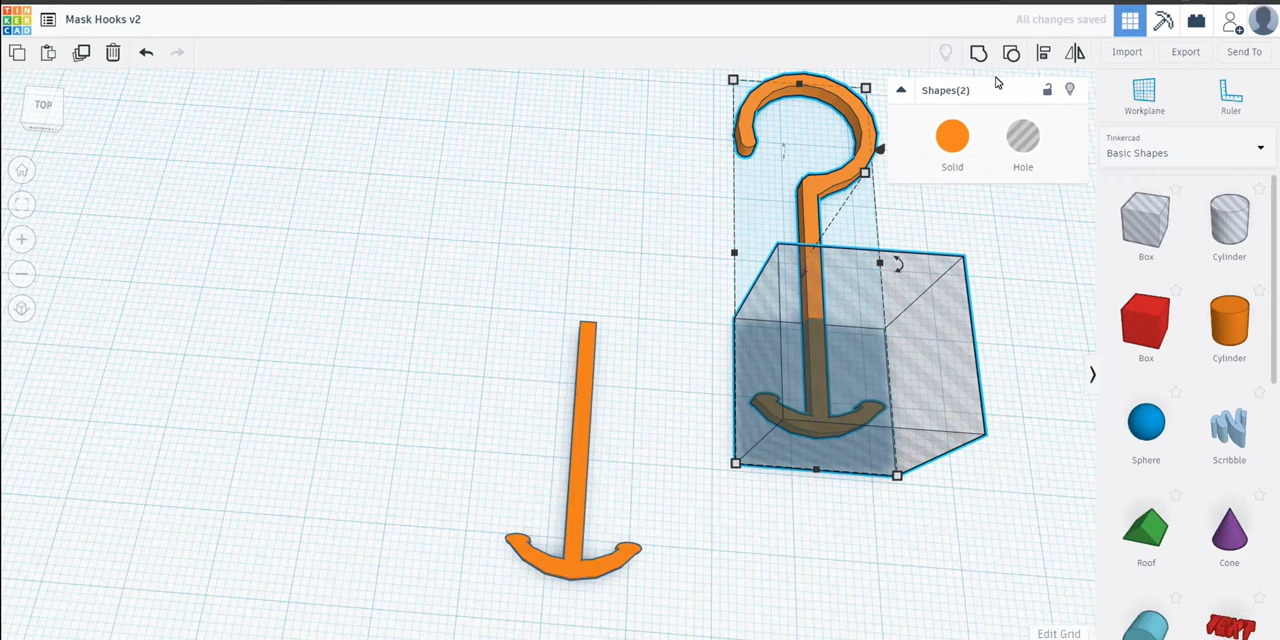 TIN
KER
CAD
Mask Hooks v2
All changes saved
Import
Export
Send To
TOP
Shapes(2)
Solid
Hole
Workplane
Ruler
Tinkercad
Basic Shapes
Box
Cylinder
Box
Cylinder
Sphere
Scribble
Roof
Cone
TEXT
Edit Grid